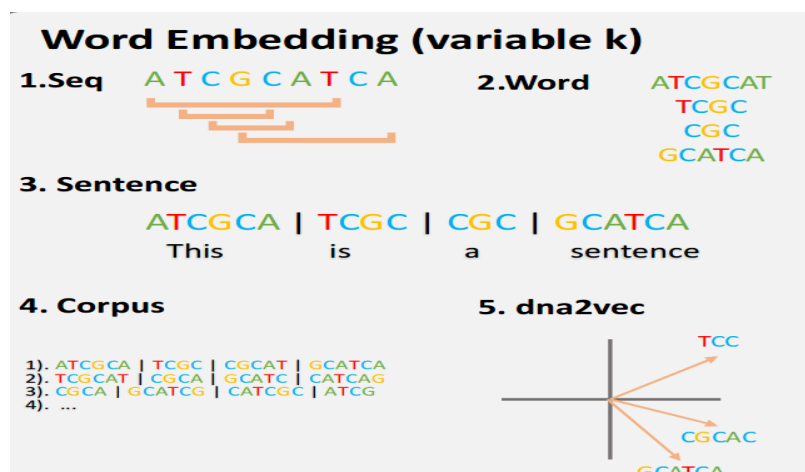 Word Embedding (variable k)
1.Seq A T C G C A T C A
2.Word
ATCGCAT
TCGC
CGC
GCATCA
3. Sentence
ATCGCA | TCGC | CGC | GCATCA
This is a sentence
4. Corpus
1). ATCGCA | TCGC | CGCAT | GCATCA
2). TCGCAT | CGCA | GCATC | CATCAG
3). CGCA | GCATCG | CATCGC | ATCG
4). ...
5. dna2vec
TCC
CGCAC
GCATCA